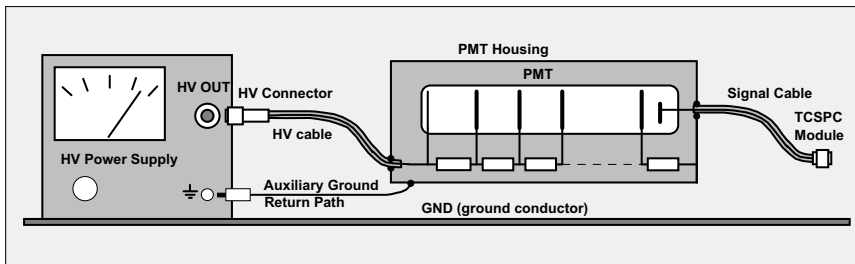 PMT Housing
PMT
HV OUT
HV Connector
Signal Cable
TCSPC
Module
HV cable
HV Power Supply
Auxiliary Ground
Return Path
GND (ground conductor)